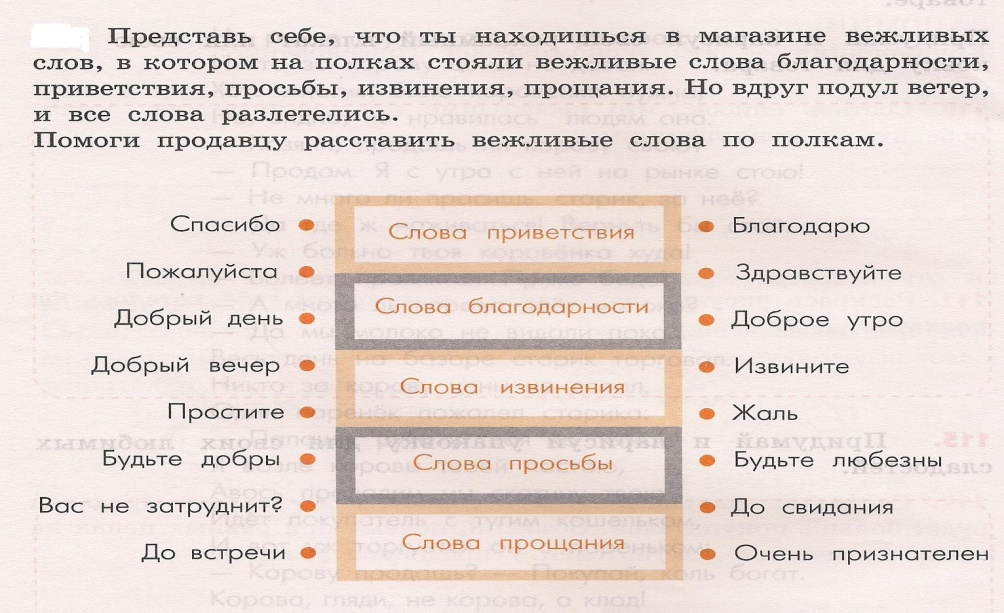 Представь себе, что ты находишься в магазине вежливых
слов, в котором на полках стояли вежливые слова благодарности,
приветствия, просьбы, извинения, прощания. Но вдруг подул ветер,
и все слова разлетелись.
Помоги продавцу расставить вежливые слова по полкам.
Спасибо
Пожалуйста
Добрый день
Добрый вечер
Простите
Будьте добры
Вас не затруднит?
До встречи
Слова приветствия
Слова благодарности
Слова извинения
Слова просьбы
Слова прощания
Благодарю
Здравствуйте
Доброе утро
Извините
Жаль
Будьте любезны
До свидания
Очень признателен